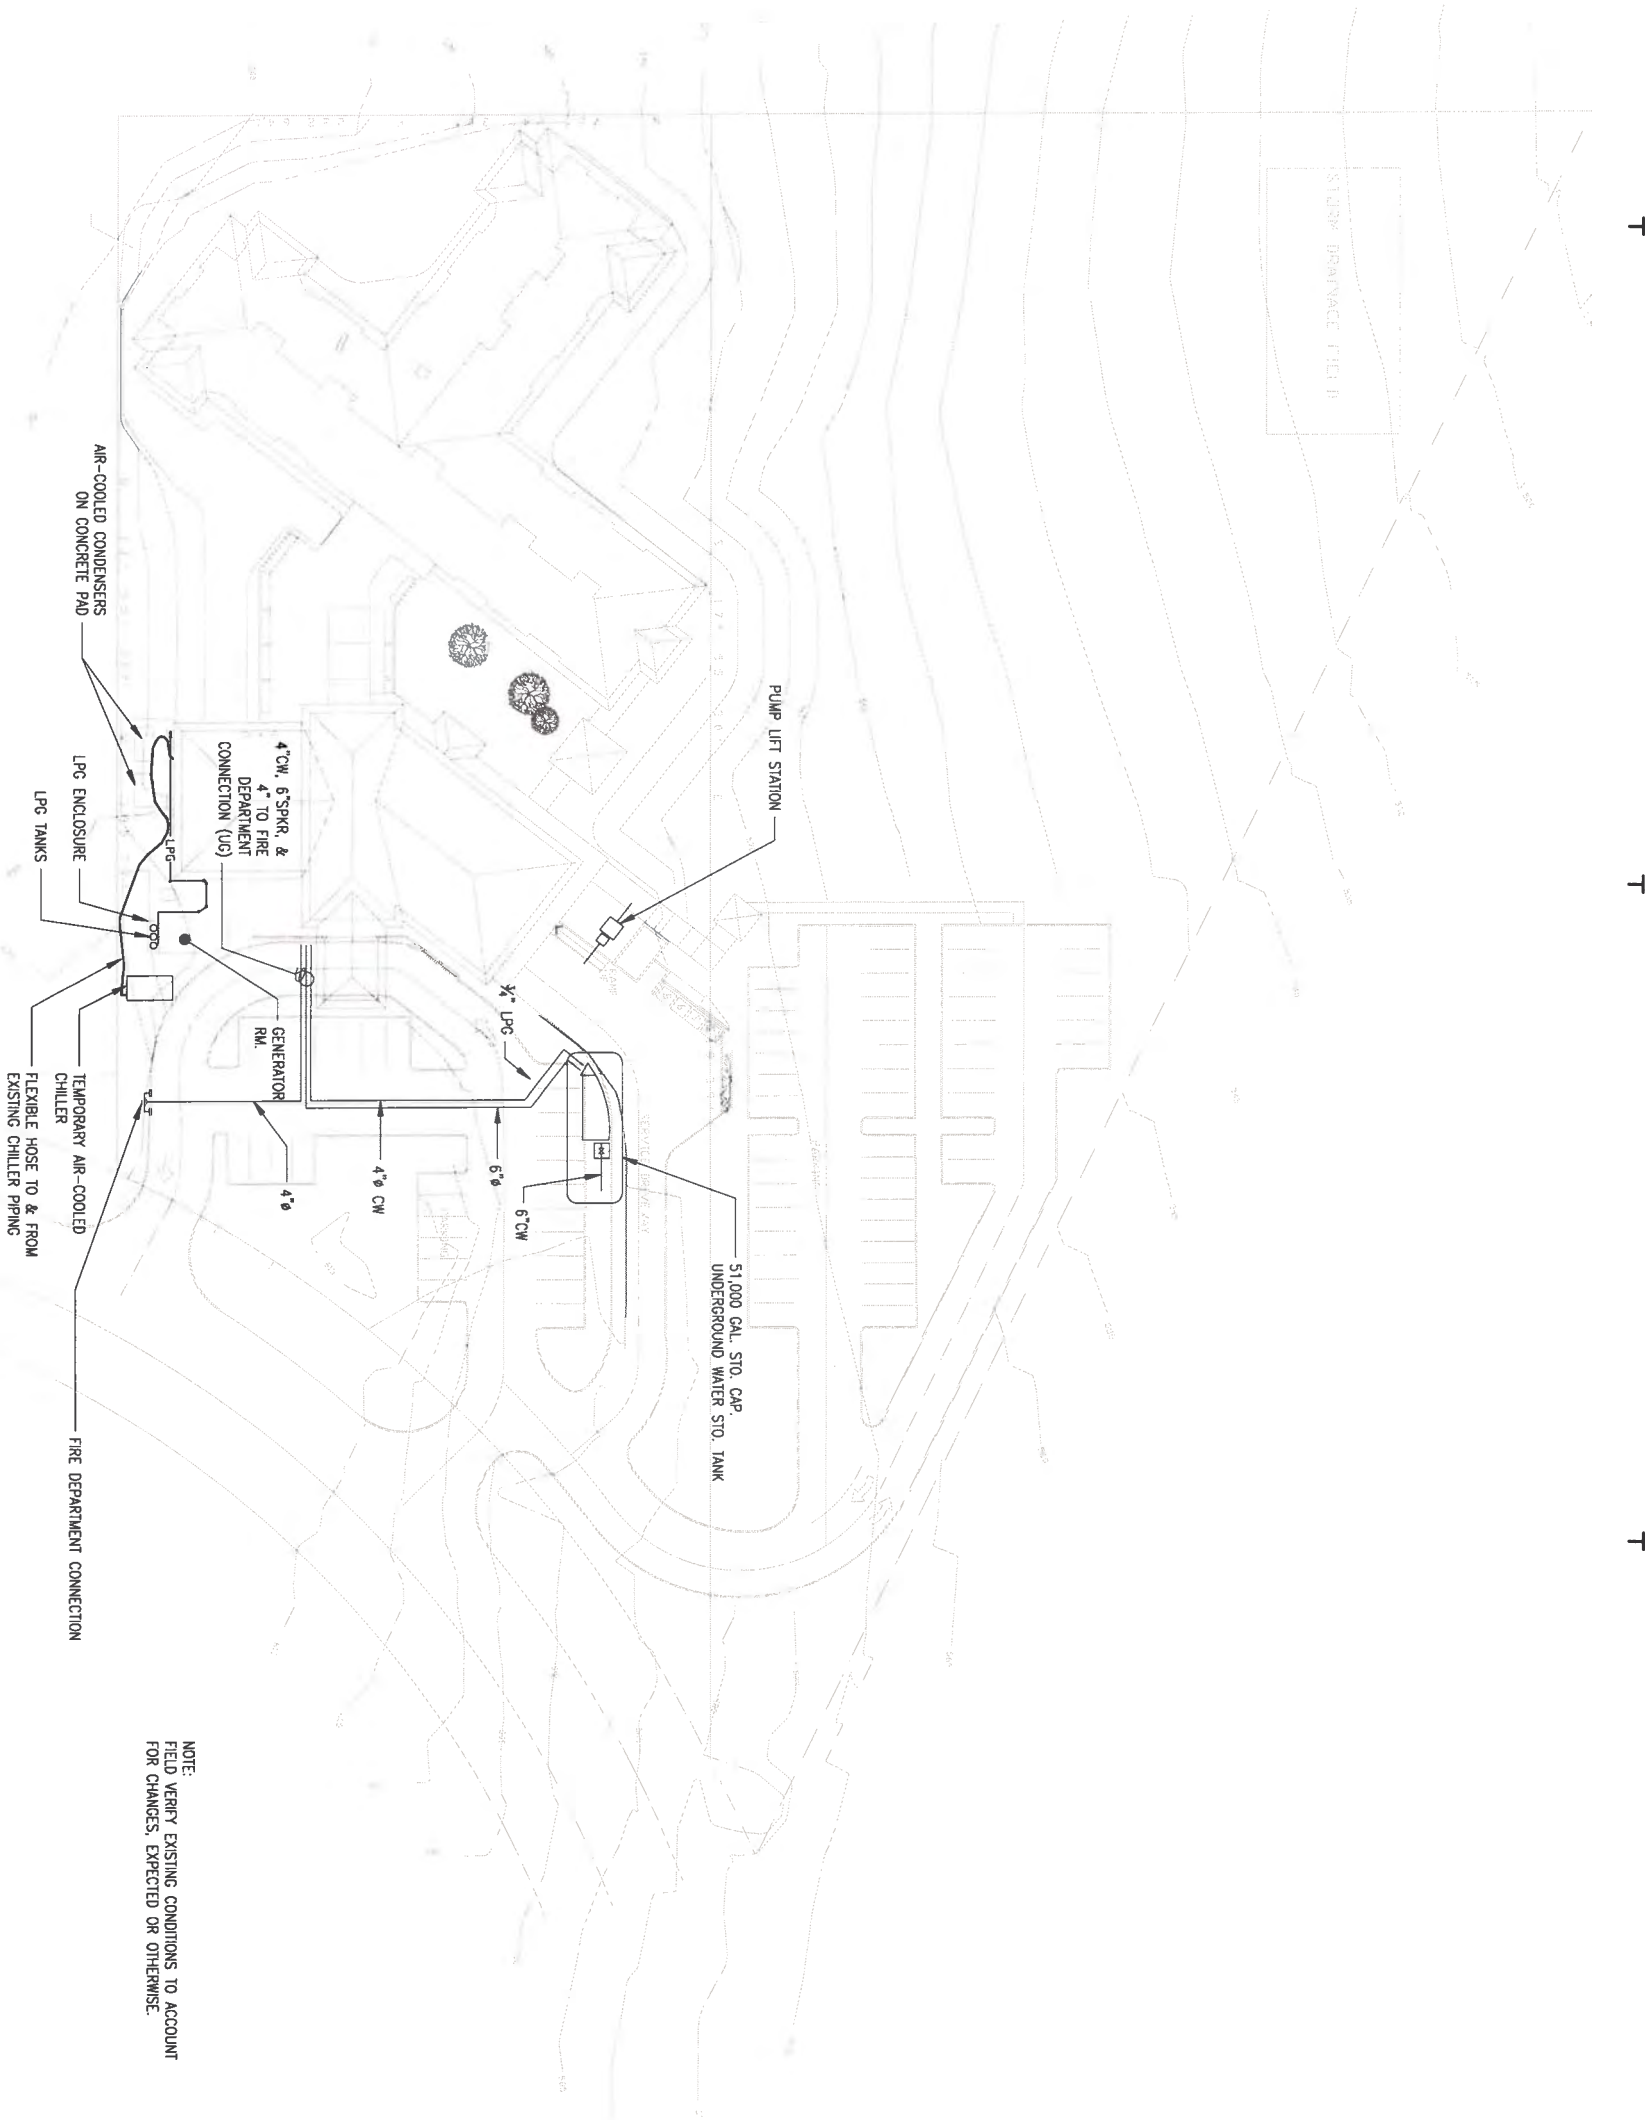 STORM DRAINAGE FIELD
PUMP LIFT STATION
51,000 GAL. STO. CAP.
UNDERGROUND WATER STO. TANK
SERVICE DRIVEWAY
6"CW
6"ø
¾" LPG
4"ø CW
4"ø
4"CW, 6"SPKR, &
4" TO FIRE
DEPARTMENT
CONNECTION (UG)
GENERATOR
RM.
LPG
AIR-COOLED CONDENSERS
ON CONCRETE PAD
LPG ENCLOSURE
LPG TANKS
TEMPORARY AIR-COOLED
CHILLER
FLEXIBLE HOSE TO & FROM
EXISTING CHILLER PIPING
FIRE DEPARTMENT CONNECTION
NOTE:
FIELD VERIFY EXISTING CONDITIONS TO ACCOUNT
FOR CHANGES, EXPECTED OR OTHERWISE.